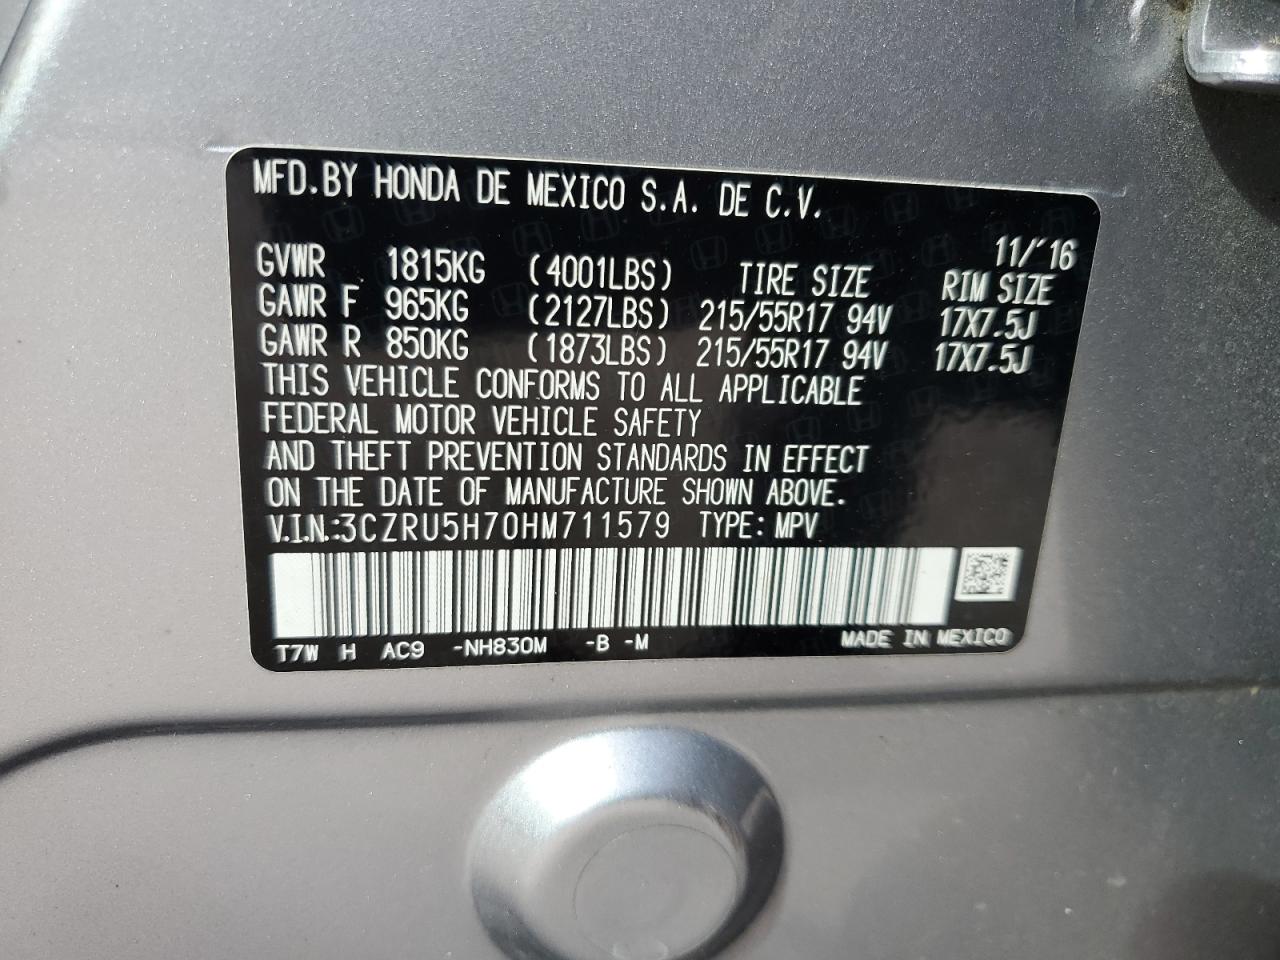 MFD.BY HONDA DE MEXICO S.A. DE C.V.
11/'16
GVWR 1815KG (4001LBS) TIRE SIZE RIM SIZE
GAWR F 965KG (2127LBS) 215/55R17 94V 17X7.5J
GAWR R 850KG (1873LBS) 215/55R17 94V 17X7.5J
THIS VEHICLE CONFORMS TO ALL APPLICABLE
FEDERAL MOTOR VEHICLE SAFETY
AND THEFT PREVENTION STANDARDS IN EFFECT
ON THE DATE OF MANUFACTURE SHOWN ABOVE.
V.I.N.:3CZRU5H70HM711579 TYPE: MPV
T7W H AC9 -NH830M -B -M MADE IN MEXICO